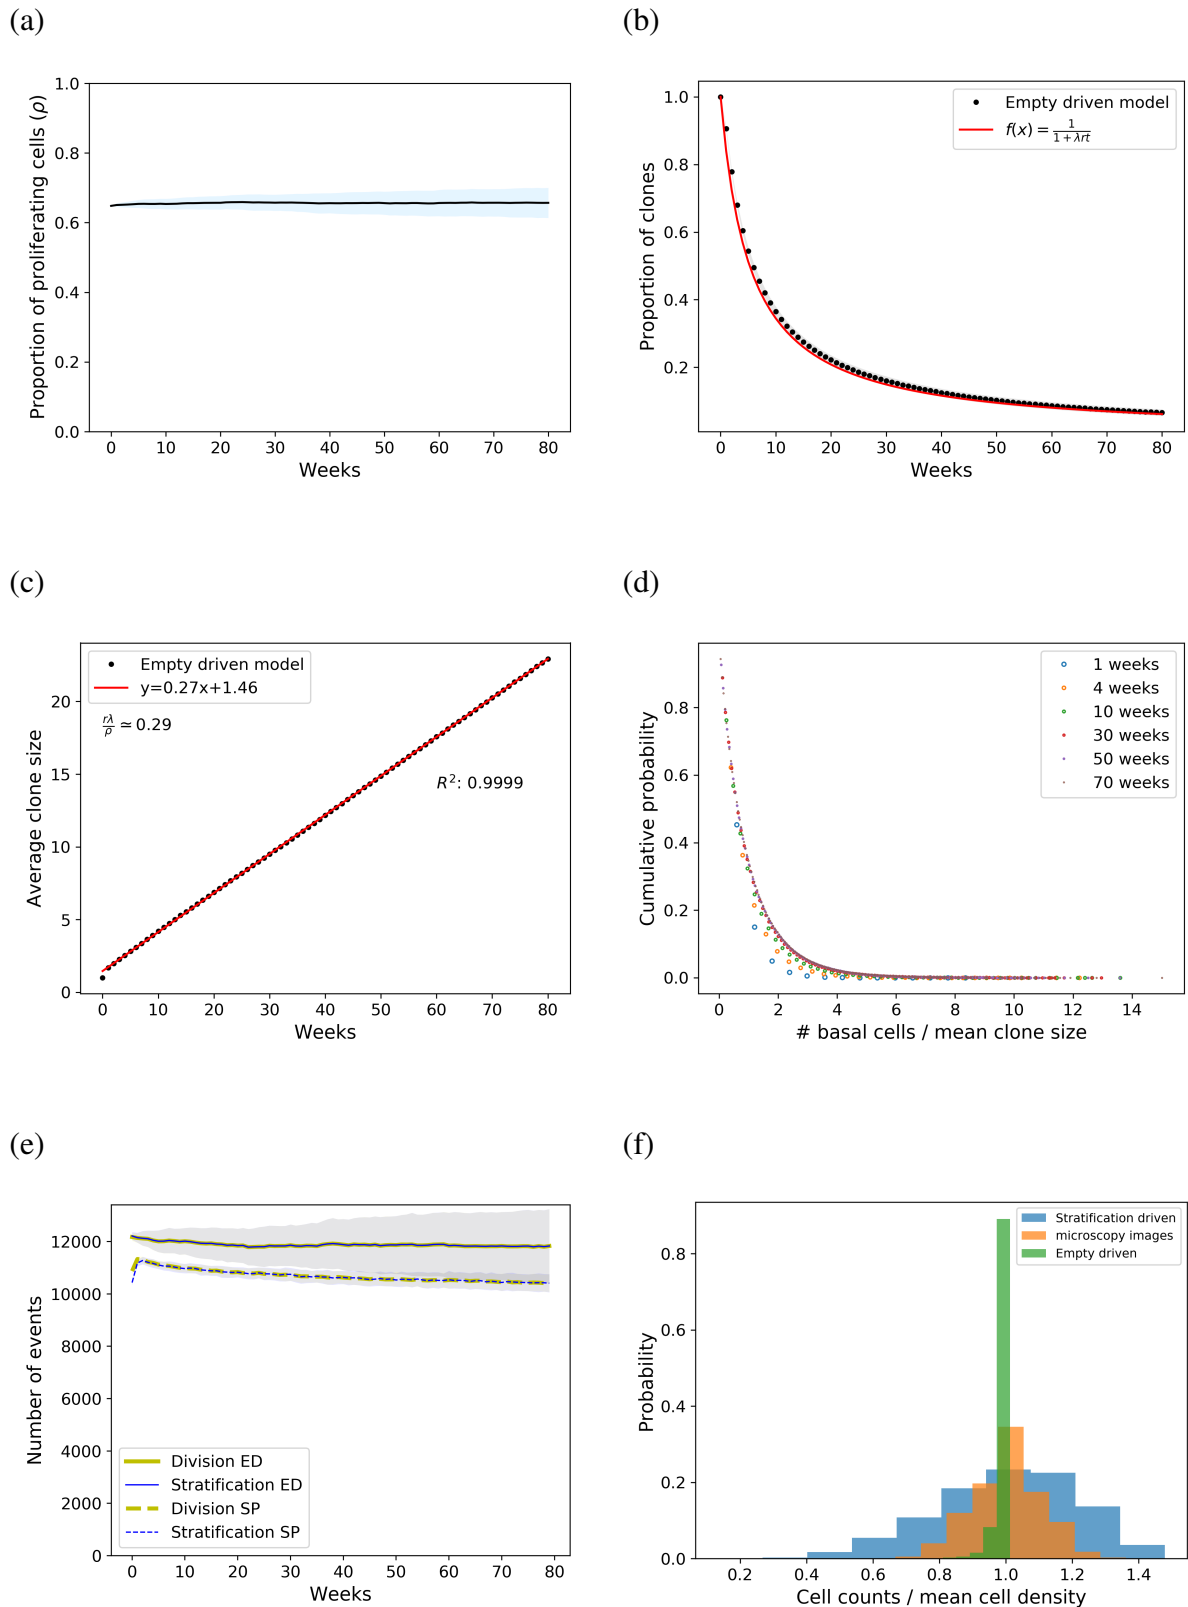 (a)
1.0
0.8
0.6
0.4
0.2
0.0
Proportion of proliferating cells (ρ)
0 10 20 30 40 50 60 70 80
Weeks
(b)
1.0
0.8
0.6
0.4
0.2
Proportion of clones
Empty driven model
f(x) = 1/(1 + λrt)
0 10 20 30 40 50 60 70 80
Weeks
(c)
20
15
10
5
0
Average clone size
Empty driven model
y=0.27x+1.46
rλ/ρ ≃ 0.29
R²: 0.9999
0 10 20 30 40 50 60 70 80
Weeks
(d)
0.8
0.6
0.4
0.2
0.0
Cumulative probability
1 weeks
4 weeks
10 weeks
30 weeks
50 weeks
70 weeks
0 2 4 6 8 10 12 14
# basal cells / mean clone size
(e)
12000
10000
8000
6000
4000
2000
0
Number of events
Division ED
Stratification ED
Division SP
Stratification SP
0 10 20 30 40 50 60 70 80
Weeks
(f)
0.8
0.6
0.4
0.2
0.0
Probability
Stratification driven
microscopy images
Empty driven
0.2 0.4 0.6 0.8 1.0 1.2 1.4
Cell counts / mean cell density